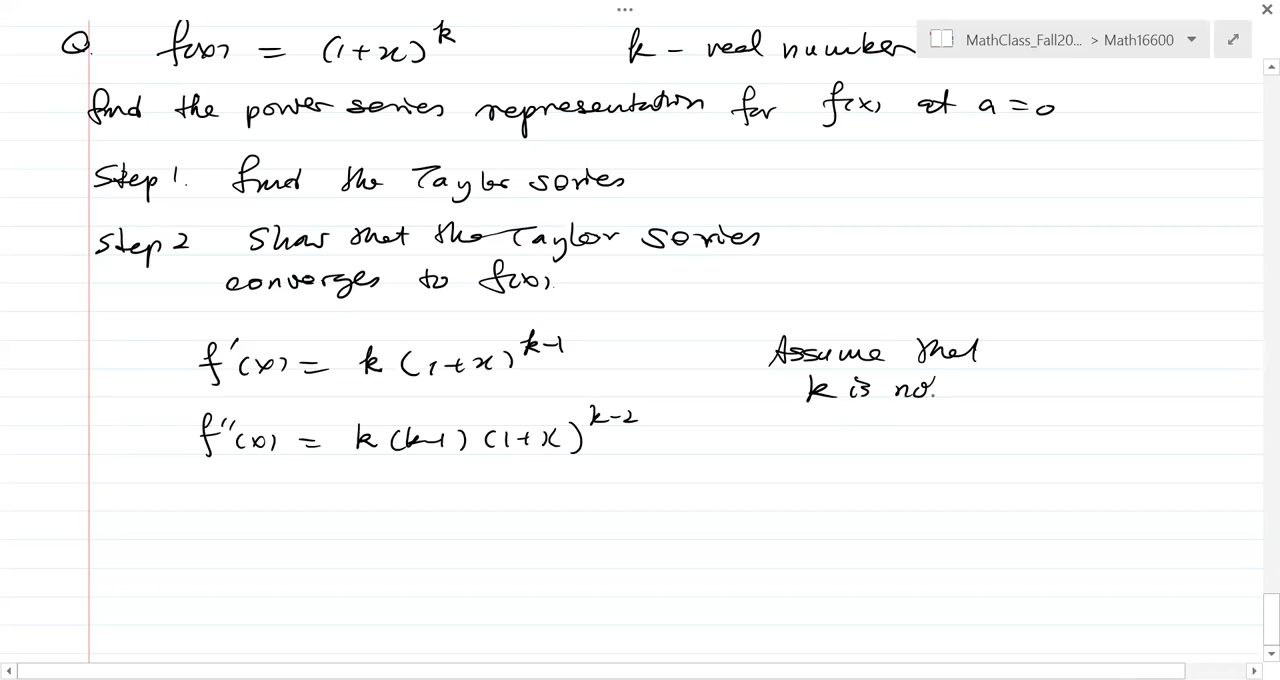 Q. f(x) = (1+x)^k k - real number
MathClass_Fall20... > Math16600
find the power series representation for f(x) at a = 0
Step 1. find the Taylor series
Step 2 Show that the Taylor series
converges to f(x).
f'(x) = k (1+x)^{k-1}
Assume that
k is no
f''(x) = k (k-1) (1+x)^{k-2}